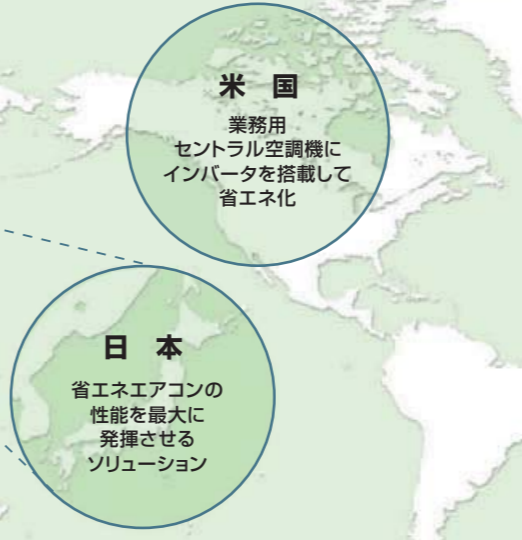 米 国
業務用
セントラル空調機に
インバータを搭載して
省エネ化
日 本
省エネエアコンの
性能を最大に
発揮させる
ソリューション